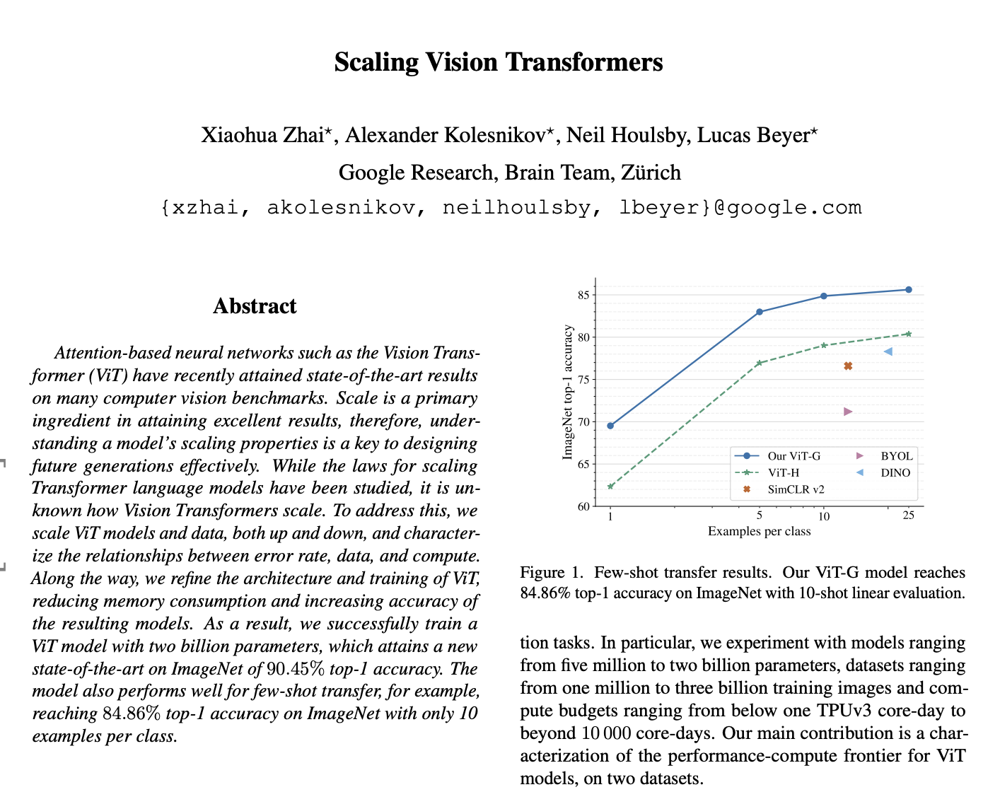 Scaling Vision Transformers
Xiaohua Zhai⋆, Alexander Kolesnikov⋆, Neil Houlsby, Lucas Beyer⋆
Google Research, Brain Team, Zürich
{xzhai, akolesnikov, neilhoulsby, lbeyer}@google.com
Abstract
Attention-based neural networks such as the Vision Trans-
former (ViT) have recently attained state-of-the-art results
on many computer vision benchmarks. Scale is a primary
ingredient in attaining excellent results, therefore, under-
standing a model's scaling properties is a key to designing
future generations effectively. While the laws for scaling
Transformer language models have been studied, it is un-
known how Vision Transformers scale. To address this, we
scale ViT models and data, both up and down, and character-
ize the relationships between error rate, data, and compute.
Along the way, we refine the architecture and training of ViT,
reducing memory consumption and increasing accuracy of
the resulting models. As a result, we successfully train a
ViT model with two billion parameters, which attains a new
state-of-the-art on ImageNet of 90.45% top-1 accuracy. The
model also performs well for few-shot transfer, for example,
reaching 84.86% top-1 accuracy on ImageNet with only 10
examples per class.
ImageNet top-1 accuracy
85
80
75
70
65
60
Our ViT-G
ViT-H
SimCLR v2
BYOL
DINO
1
5
10
25
Examples per class
Figure 1. Few-shot transfer results. Our ViT-G model reaches
84.86% top-1 accuracy on ImageNet with 10-shot linear evaluation.
tion tasks. In particular, we experiment with models ranging
from five million to two billion parameters, datasets ranging
from one million to three billion training images and com-
pute budgets ranging from below one TPUv3 core-day to
beyond 10 000 core-days. Our main contribution is a char-
acterization of the performance-compute frontier for ViT
models, on two datasets.